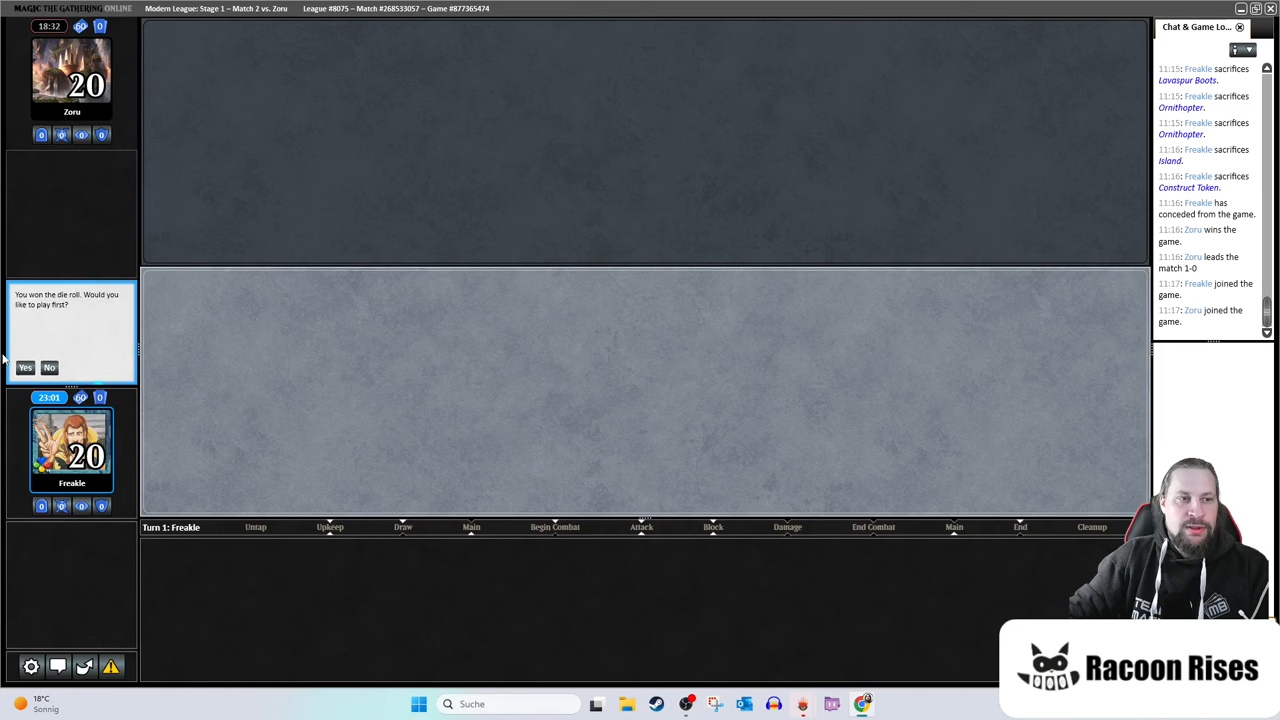 MAGIC THE GATHERING ONLINE
Modern League: Stage 1 – Match 2 vs. Zoru
League #8075 – Match #268533057 – Game #877365474
18:32
60
0
20
Zoru
0
0
0
0
You won the die roll. Would you
like to play first?
Yes
No
23:01
60
0
20
Freakle
0
0
0
0
Turn 1: Freakle
Untap
Upkeep
Draw
Main
Begin Combat
Attack
Block
Damage
End Combat
Main
End
Cleanup
Chat & Game Lo...
11:15: Freakle sacrifices
Lavaspur Boots.
11:15: Freakle sacrifices
Ornithopter.
11:15: Freakle sacrifices
Ornithopter.
11:16: Freakle sacrifices
Island.
11:16: Freakle sacrifices
Construct Token.
11:16: Freakle has
conceded from the game.
11:16: Zoru wins the
game.
11:16: Zoru leads the
match 1-0
11:17: Freakle joined the
game.
11:17: Zoru joined the
game.
Racoon Rises
18°C
Sonnig
Suche